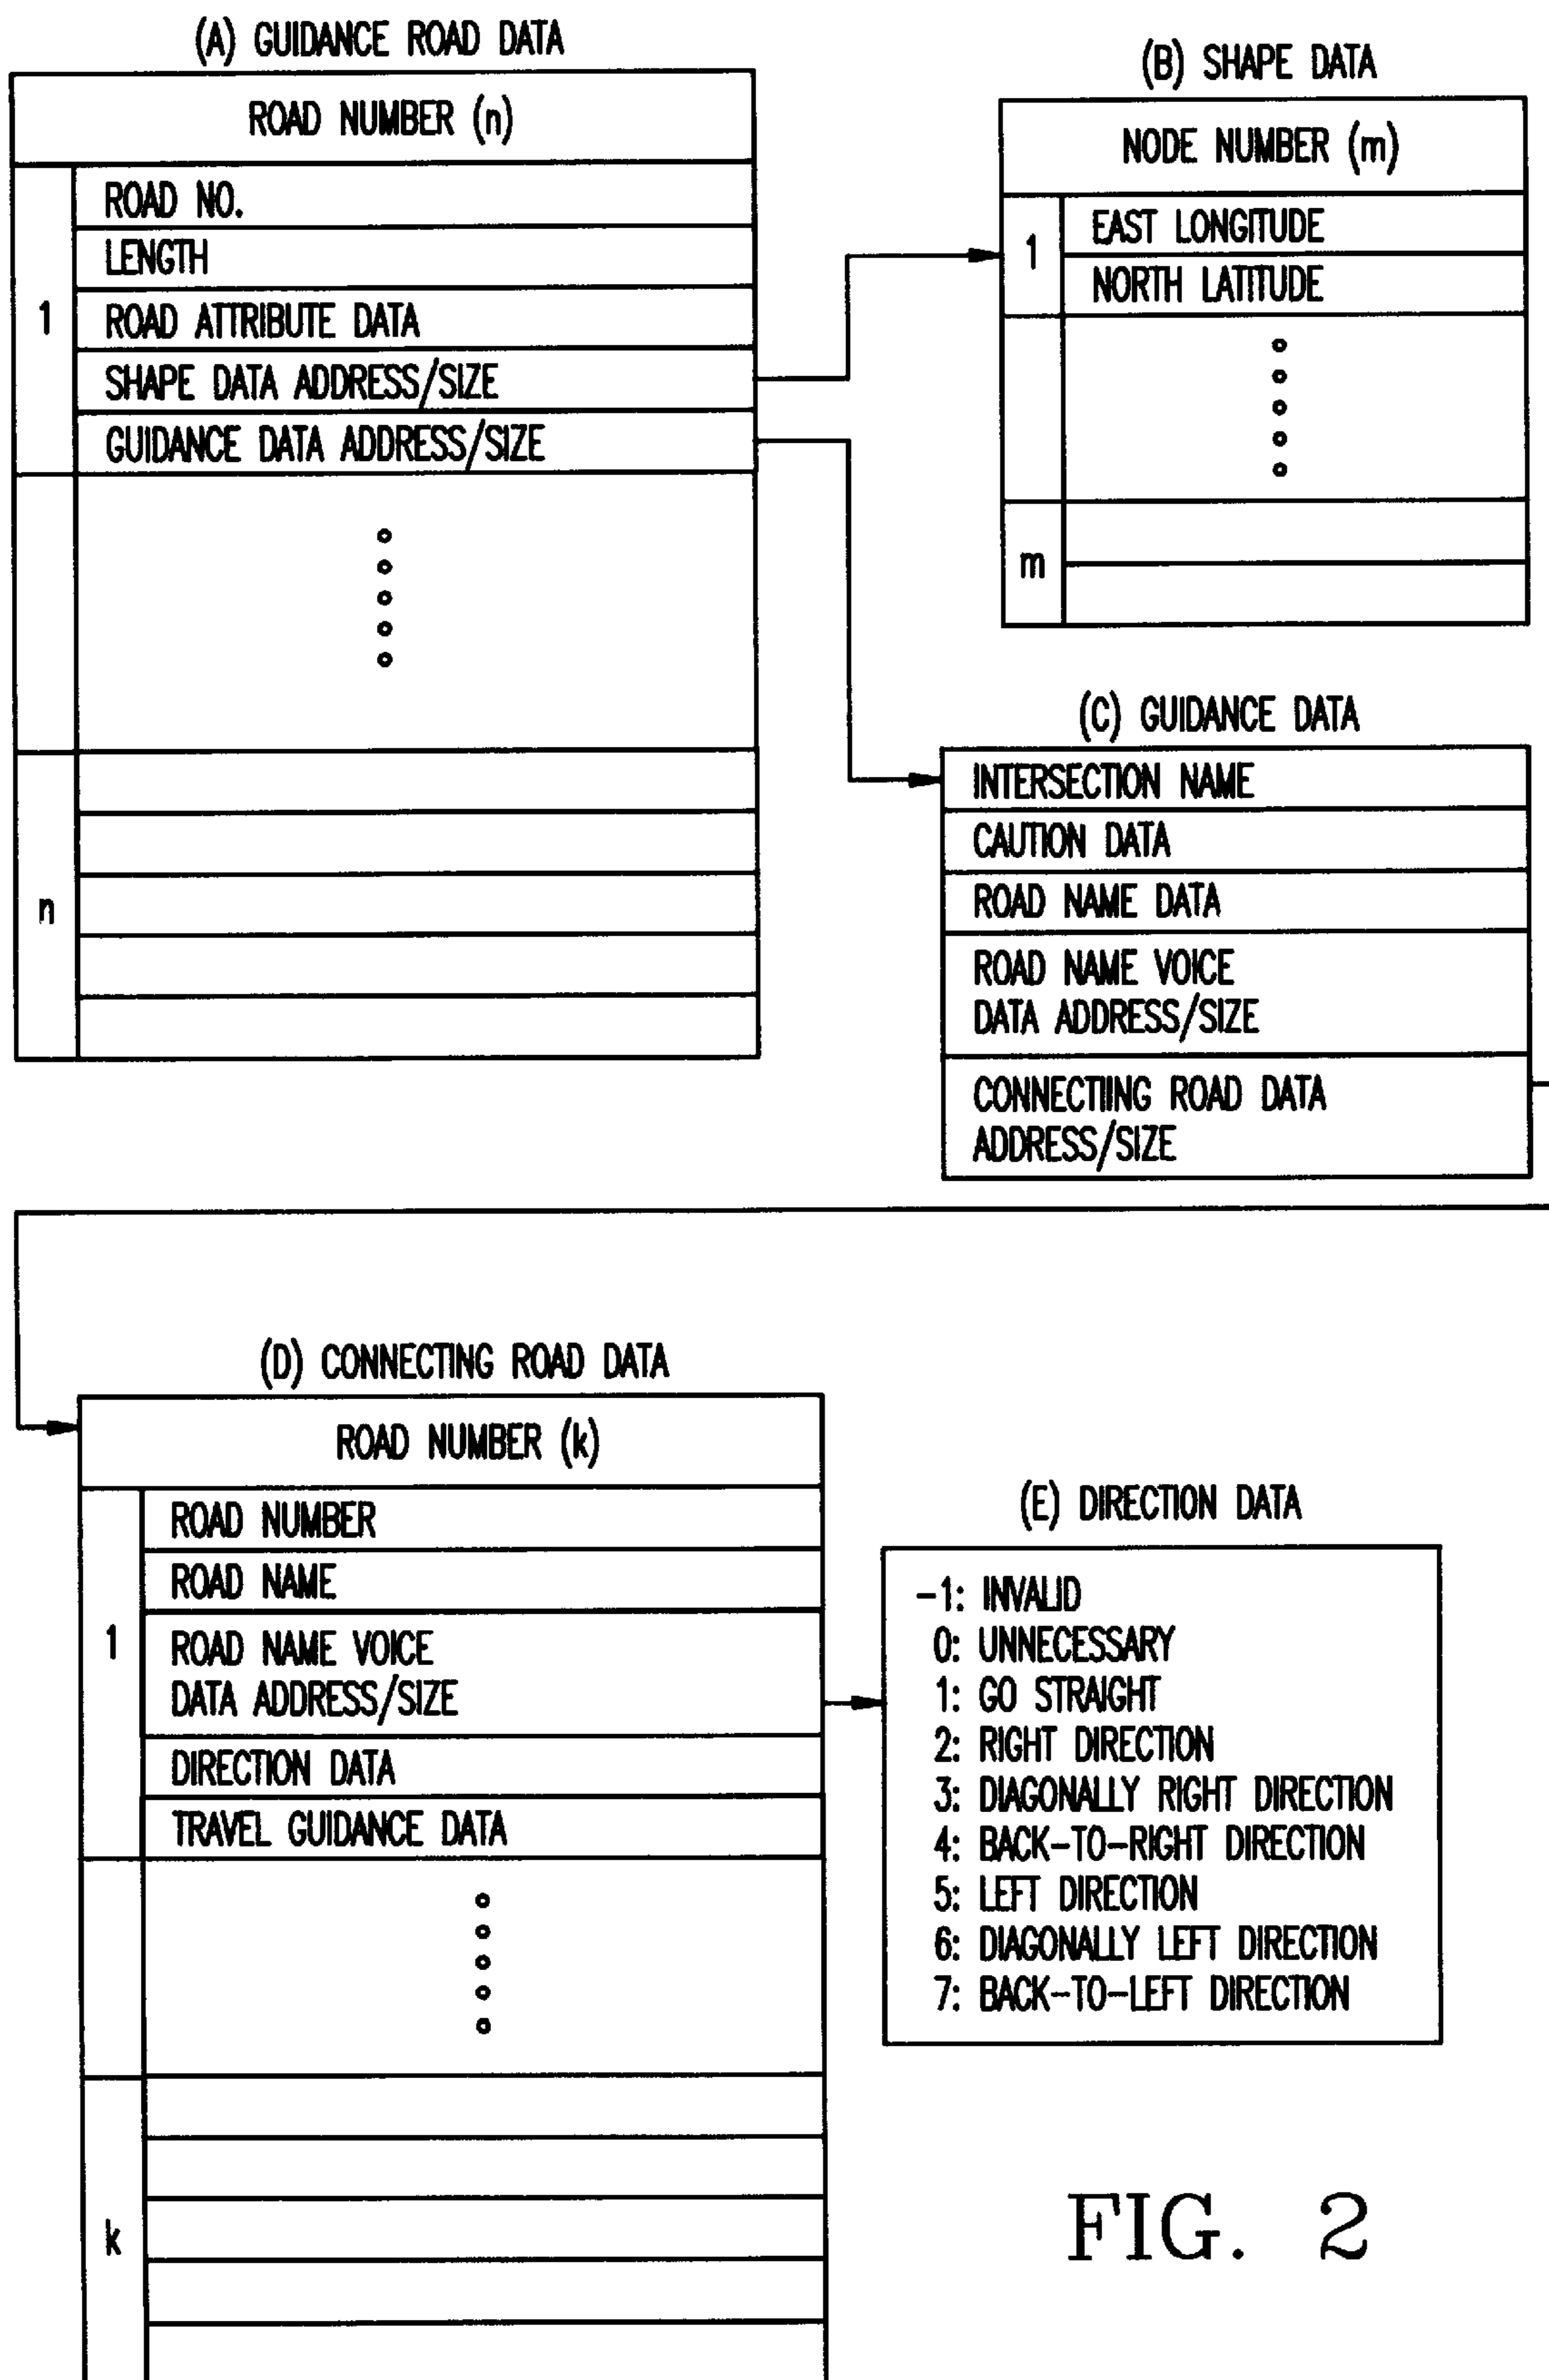 (A) GUIDANCE ROAD DATA
ROAD NUMBER (n)
1
ROAD NO.
LENGTH
ROAD ATTRIBUTE DATA
SHAPE DATA ADDRESS/SIZE
GUIDANCE DATA ADDRESS/SIZE
n
(B) SHAPE DATA
NODE NUMBER (m)
1
EAST LONGITUDE
NORTH LATITUDE
m
(C) GUIDANCE DATA
INTERSECTION NAME
CAUTION DATA
ROAD NAME DATA
ROAD NAME VOICE
DATA ADDRESS/SIZE
CONNECTIING ROAD DATA
ADDRESS/SIZE
(D) CONNECTING ROAD DATA
ROAD NUMBER (k)
1
ROAD NUMBER
ROAD NAME
ROAD NAME VOICE
DATA ADDRESS/SIZE
DIRECTION DATA
TRAVEL GUIDANCE DATA
k
(E) DIRECTION DATA
-1: INVALID
0: UNNECESSARY
1: GO STRAIGHT
2: RIGHT DIRECTION
3: DIAGONALLY RIGHT DIRECTION
4: BACK-TO-RIGHT DIRECTION
5: LEFT DIRECTION
6: DIAGONALLY LEFT DIRECTION
7: BACK-TO-LEFT DIRECTION
FIG. 2